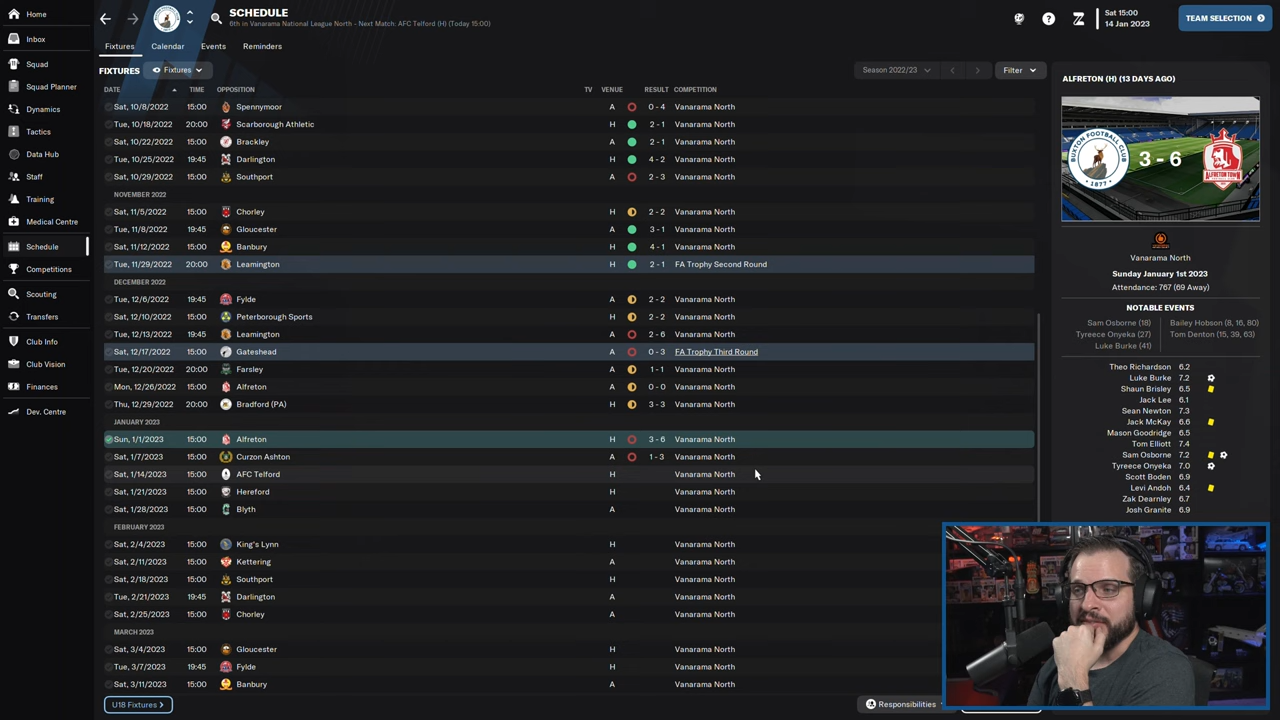 Home
Inbox
Squad
Squad Planner
Dynamics
Tactics
Data Hub
Staff
Training
Medical Centre
Schedule
Competitions
Scouting
Transfers
Club Info
Club Vision
Finances
Dev. Centre
SCHEDULE
6th in Vanarama National League North - Next Match: AFC Telford (H) (Today 15:00)
Sat 15:00
14 Jan 2023
TEAM SELECTION
Fixtures Calendar Events Reminders
FIXTURES Fixtures Season 2022/23 Filter
DATE TIME OPPOSITION TV VENUE RESULT COMPETITION
Sat, 10/8/2022 15:00 Spennymoor A 0 - 4 Vanarama North
Tue, 10/18/2022 20:00 Scarborough Athletic H 2 - 1 Vanarama North
Sat, 10/22/2022 15:00 Brackley A 2 - 1 Vanarama North
Tue, 10/25/2022 19:45 Darlington H 4 - 2 Vanarama North
Sat, 10/29/2022 15:00 Southport A 2 - 3 Vanarama North
NOVEMBER 2022
Sat, 11/5/2022 15:00 Chorley A 2 - 2 Vanarama North
Tue, 11/8/2022 19:45 Gloucester A 3 - 1 Vanarama North
Sat, 11/12/2022 15:00 Banbury H 4 - 1 Vanarama North
Tue, 11/29/2022 20:00 Leamington H 2 - 1 FA Trophy Second Round
DECEMBER 2022
Tue, 12/6/2022 19:45 Fylde A 2 - 2 Vanarama North
Sat, 12/10/2022 15:00 Peterborough Sports H 2 - 2 Vanarama North
Tue, 12/13/2022 19:45 Leamington A 2 - 6 Vanarama North
Sat, 12/17/2022 15:00 Gateshead A 0 - 3 FA Trophy Third Round
Tue, 12/20/2022 20:00 Farsley A 1 - 1 Vanarama North
Mon, 12/26/2022 15:00 Alfreton A 0 - 0 Vanarama North
Thu, 12/29/2022 20:00 Bradford (PA) H 3 - 3 Vanarama North
JANUARY 2023
Sun, 1/1/2023 15:00 Alfreton H 3 - 6 Vanarama North
Sat, 1/7/2023 15:00 Curzon Ashton A 1 - 3 Vanarama North
Sat, 1/14/2023 15:00 AFC Telford H Vanarama North
Sat, 1/21/2023 15:00 Hereford H Vanarama North
Sat, 1/28/2023 15:00 Blyth A Vanarama North
FEBRUARY 2023
Sat, 2/4/2023 15:00 King's Lynn H Vanarama North
Sat, 2/11/2023 15:00 Kettering A Vanarama North
Sat, 2/18/2023 15:00 Southport H Vanarama North
Tue, 2/21/2023 19:45 Darlington A Vanarama North
Sat, 2/25/2023 15:00 Chorley H Vanarama North
MARCH 2023
Sat, 3/4/2023 15:00 Gloucester H Vanarama North
Tue, 3/7/2023 19:45 Fylde H Vanarama North
Sat, 3/11/2023 15:00 Banbury A Vanarama North
U18 Fixtures
Responsibilities
ALFRETON (H) (13 DAYS AGO)
BUXTON FOOTBALL CLUB
1877
3 - 6
ALFRETON TOWN
Vanarama North
Sunday January 1st 2023
Attendance: 767 (69 Away)
NOTABLE EVENTS
Sam Osborne (18) Bailey Hobson (8, 16, 80)
Tyreece Onyeka (27) Tom Denton (15, 39, 63)
Luke Burke (41)
Theo Richardson 6.2
Luke Burke 7.2
Shaun Brisley 6.5
Jack Lee 6.1
Sean Newton 7.3
Jack McKay 6.6
Mason Goodridge 6.5
Tom Elliott 7.4
Sam Osborne 7.2
Tyreece Onyeka 7.0
Scott Boden 6.9
Levi Andoh 6.4
Zak Dearnley 6.7
Josh Granite 6.9